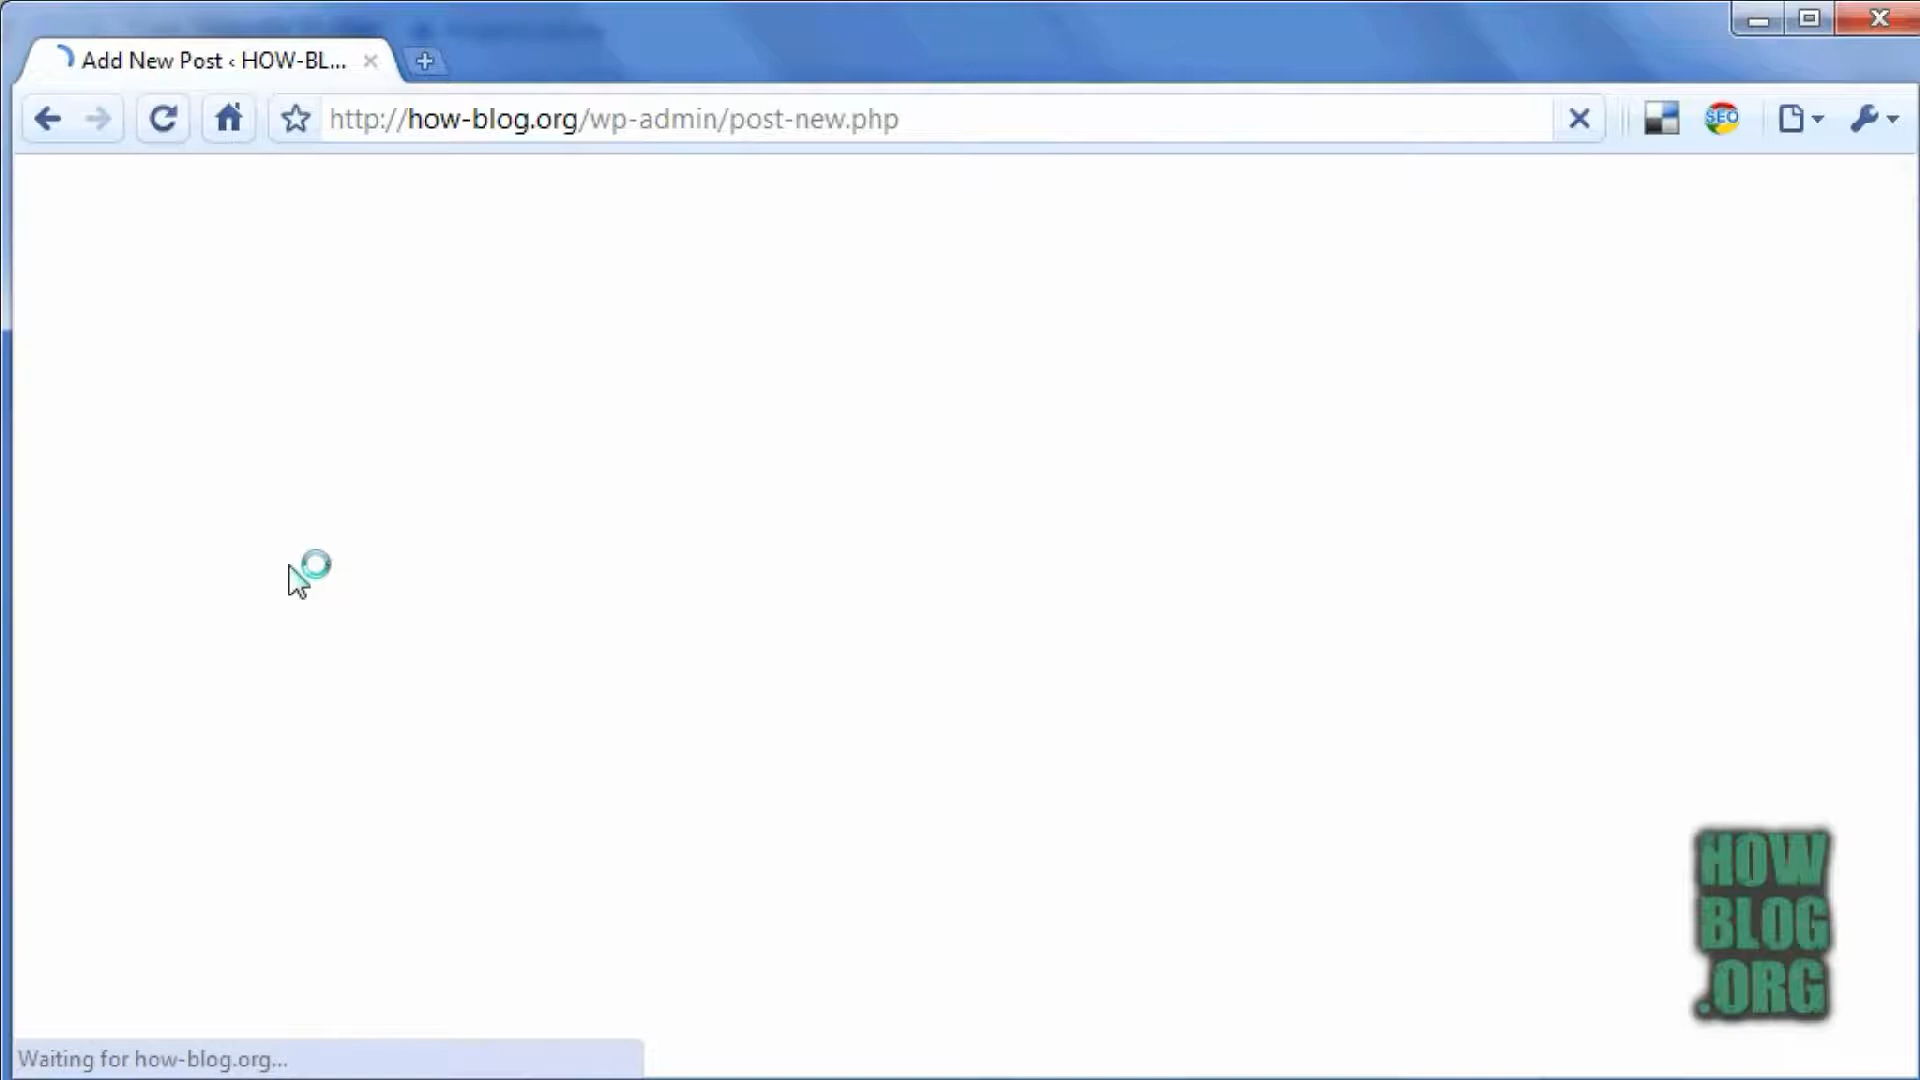 Add New Post ‹ HOW-BL...
http://how-blog.org/wp-admin/post-new.php
SEO
HOW
BLOG
.ORG
Waiting for how-blog.org...